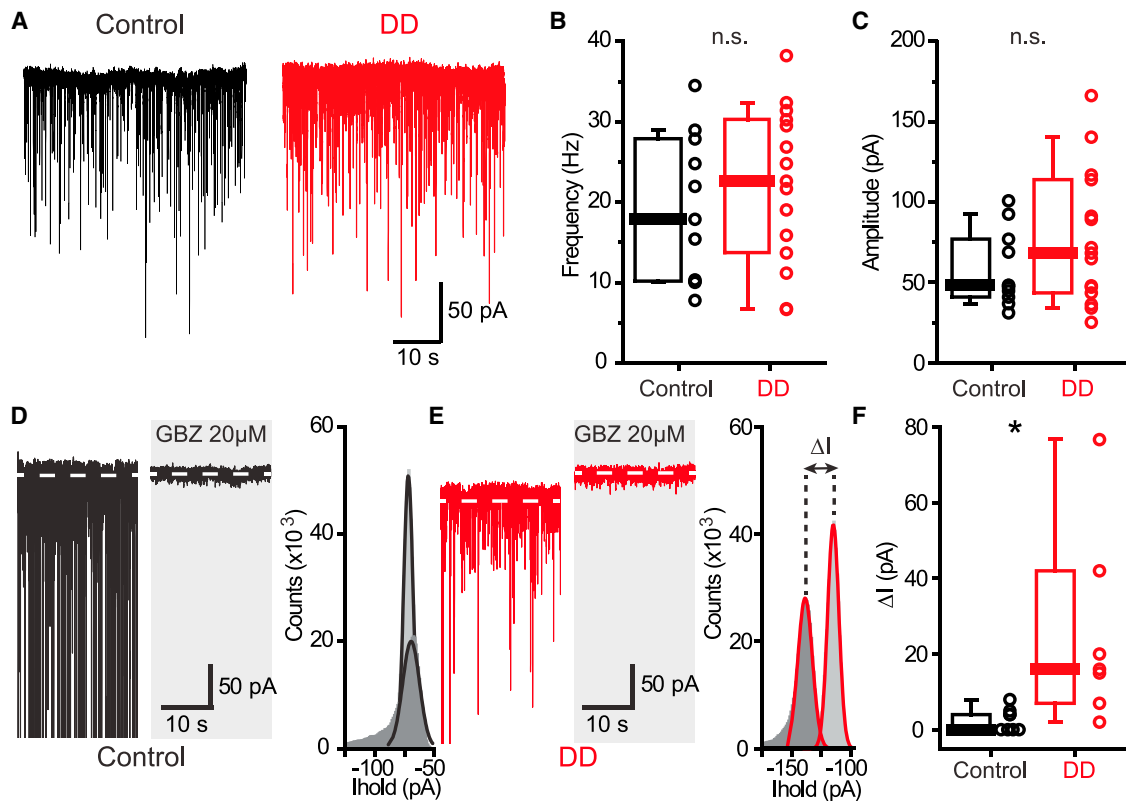 A
Control
DD
50 pA
10 s
B
n.s.
Frequency (Hz)
40
30
20
10
0
Control
DD
C
n.s.
Amplitude (pA)
200
150
100
50
0
Control
DD
D
GBZ 20µM
50 pA
10 s
Control
Counts (x10³)
60
40
20
0
-100
-50
Ihold (pA)
E
GBZ 20µM
50 pA
10 s
DD
ΔI
Counts (x10³)
60
40
20
0
-150
-100
Ihold (pA)
F
*
ΔI (pA)
80
60
40
20
0
Control
DD